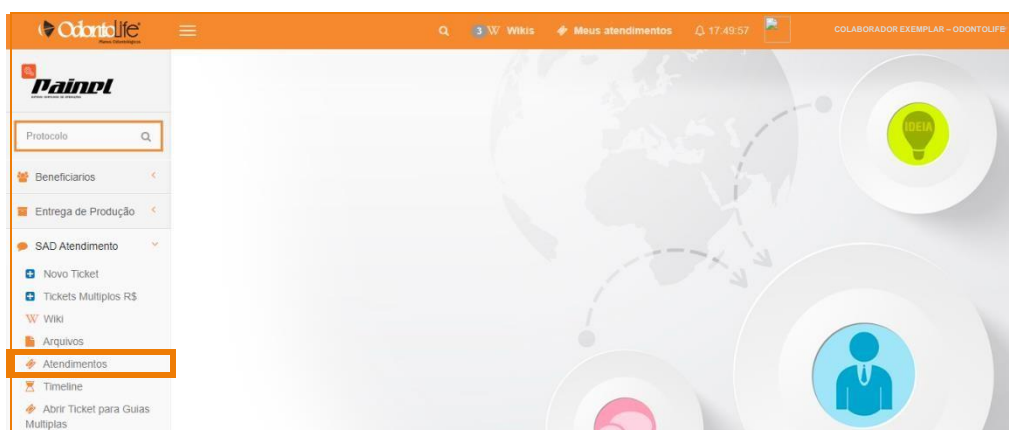 OdontoLife
3 W Wikis Meus atendimentos 17:49:57 COLABORADOR EXEMPLAR – ODONTOLIFE
Painel
Protocolo
Beneficiarios
Entrega de Produção
SAD Atendimento
Novo Ticket
Tickets Multiplos R$
W Wiki
Arquivos
Atendimentos
Timeline
Abrir Ticket para Guias
Multiplas
IDEIA